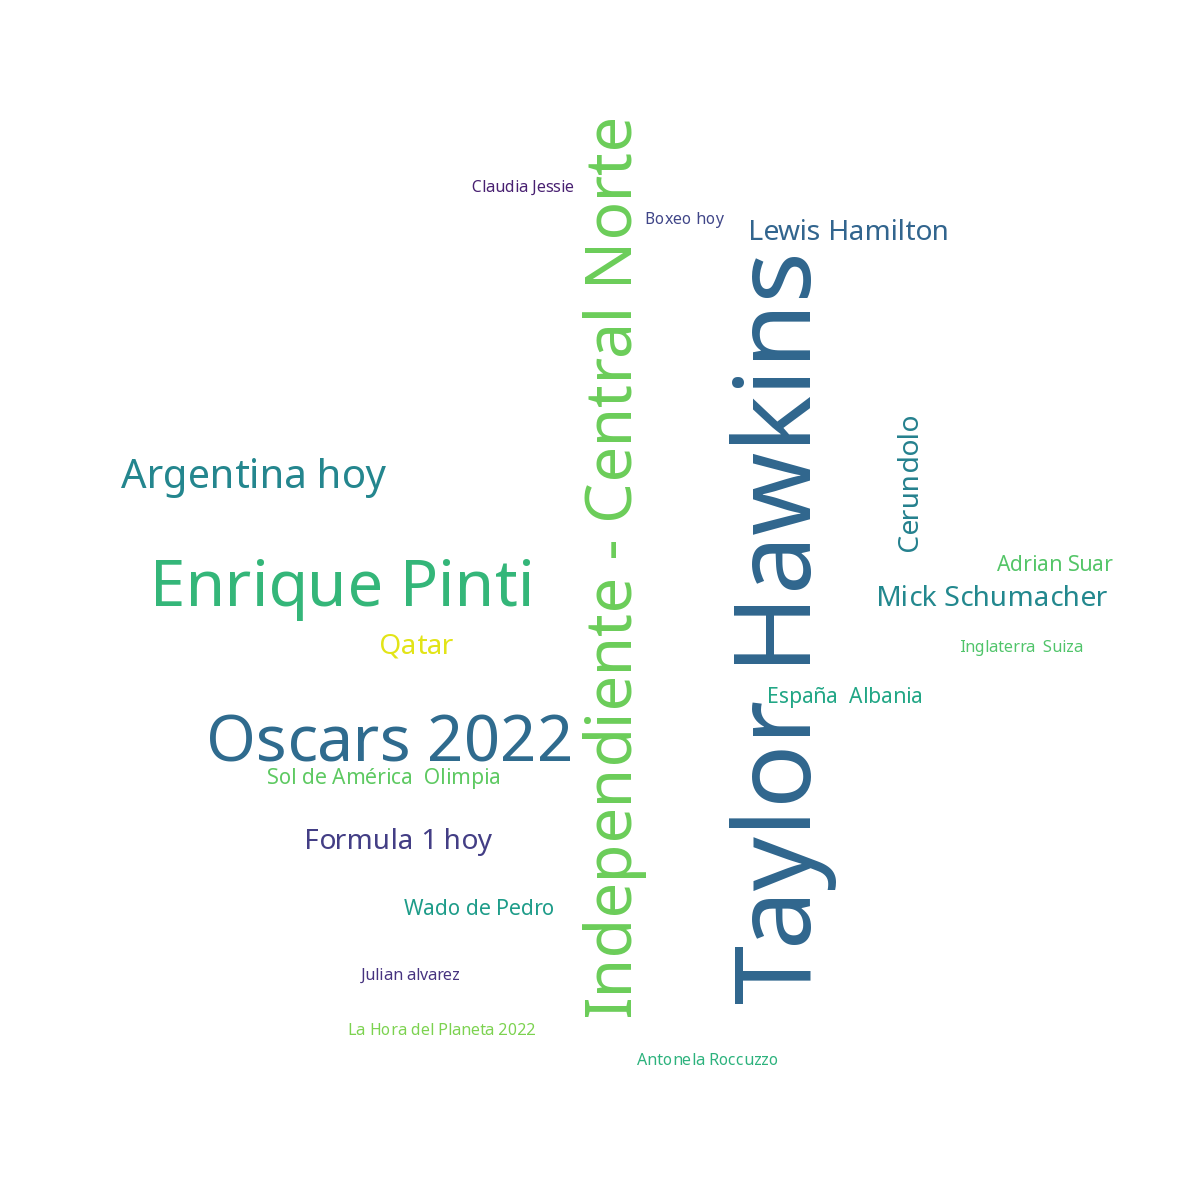 Claudia Jessie
Boxeo hoy
Lewis Hamilton
Independiente - Central Norte
Taylor Hawkins
Cerundolo
Argentina hoy
Adrian Suar
Enrique Pinti
Mick Schumacher
Qatar
Inglaterra  Suiza
España  Albania
Oscars 2022
Sol de América  Olimpia
Formula 1 hoy
Wado de Pedro
Julian alvarez
La Hora del Planeta 2022
Antonela Roccuzzo